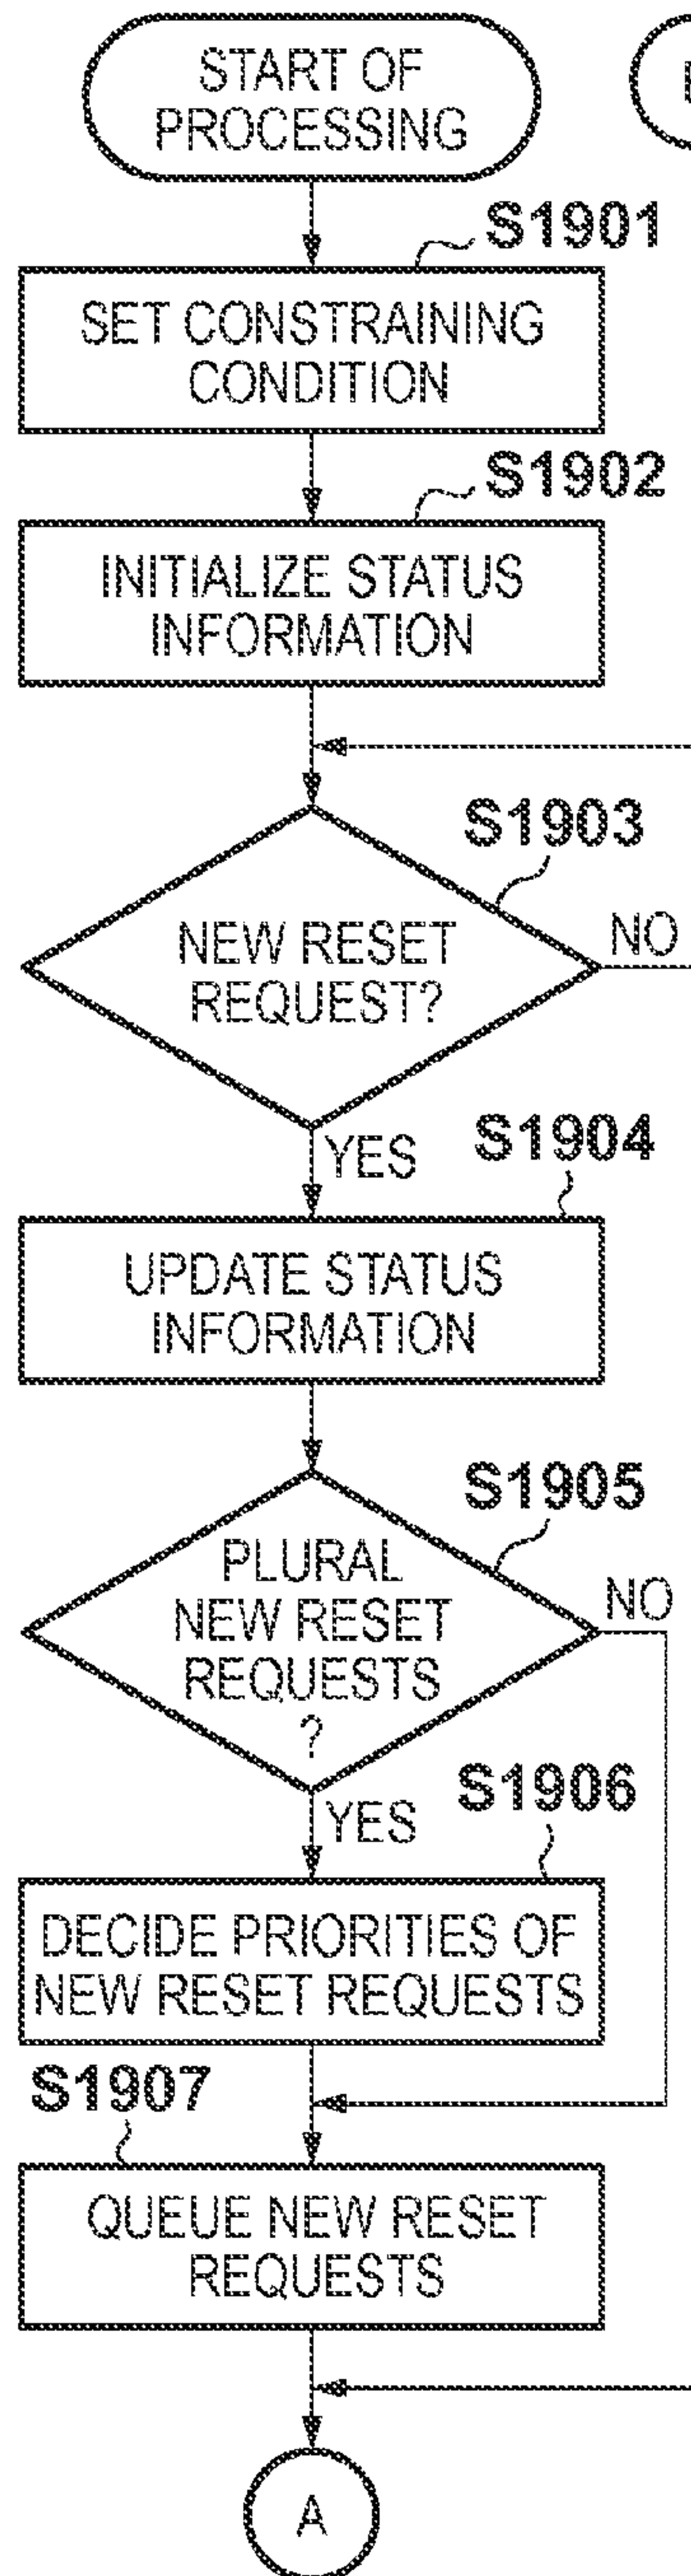 START OF
PROCESSING
S1901
SET CONSTRAINING
CONDITION
S1902
INITIALIZE STATUS
INFORMATION
S1903
NEW RESET
REQUEST?
NO
YES
S1904
UPDATE STATUS
INFORMATION
S1905
PLURAL
NEW RESET
REQUESTS
?
NO
YES
S1906
DECIDE PRIORITIES OF
NEW RESET REQUESTS
S1907
QUEUE NEW RESET
REQUESTS
A